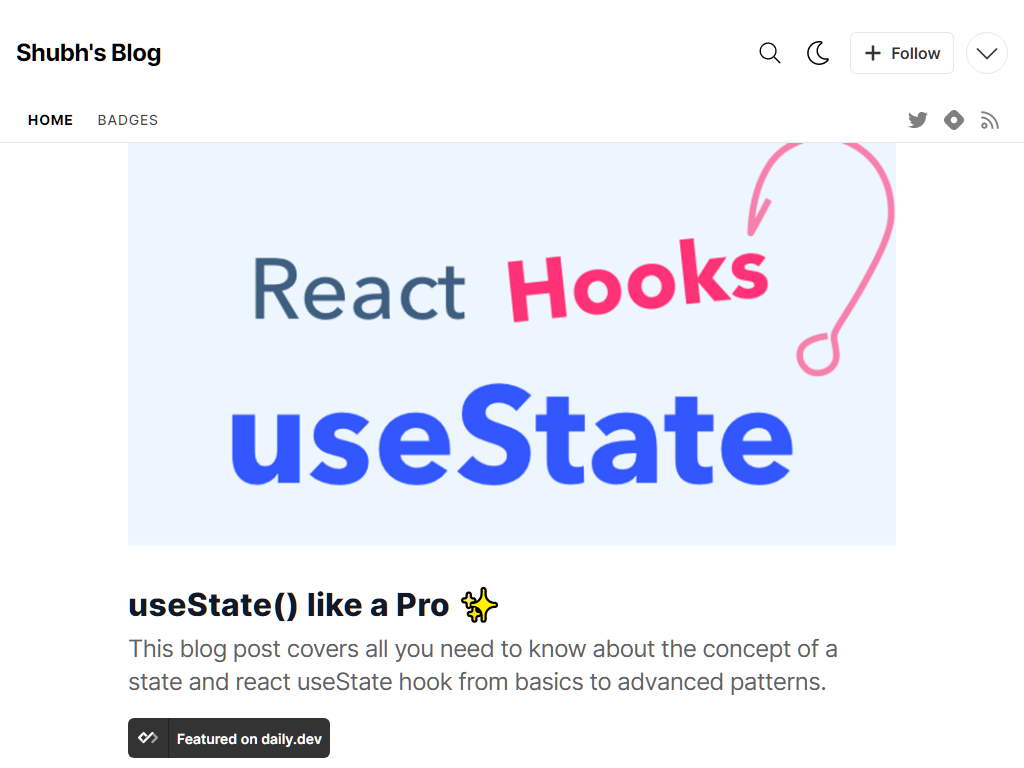 Shubh's Blog
Follow
HOME BADGES
React Hooks
useState
useState() like a Pro ✨
This blog post covers all you need to know about the concept of a
state and react useState hook from basics to advanced patterns.
Featured on daily.dev